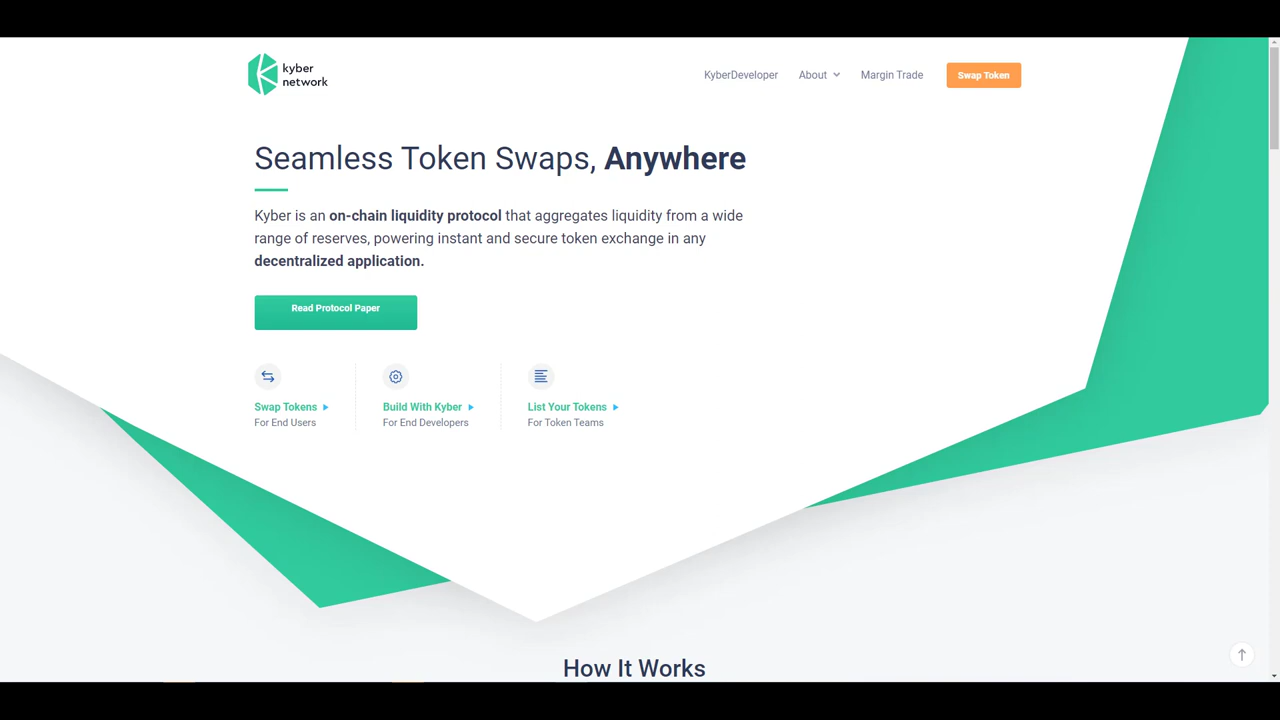 kyber
network
KyberDeveloper
About
Margin Trade
Swap Token
Seamless Token Swaps, Anywhere
Kyber is an on-chain liquidity protocol that aggregates liquidity from a wide
range of reserves, powering instant and secure token exchange in any
decentralized application.
Read Protocol Paper
Swap Tokens
For End Users
Build With Kyber
For End Developers
List Your Tokens
For Token Teams
How It Works